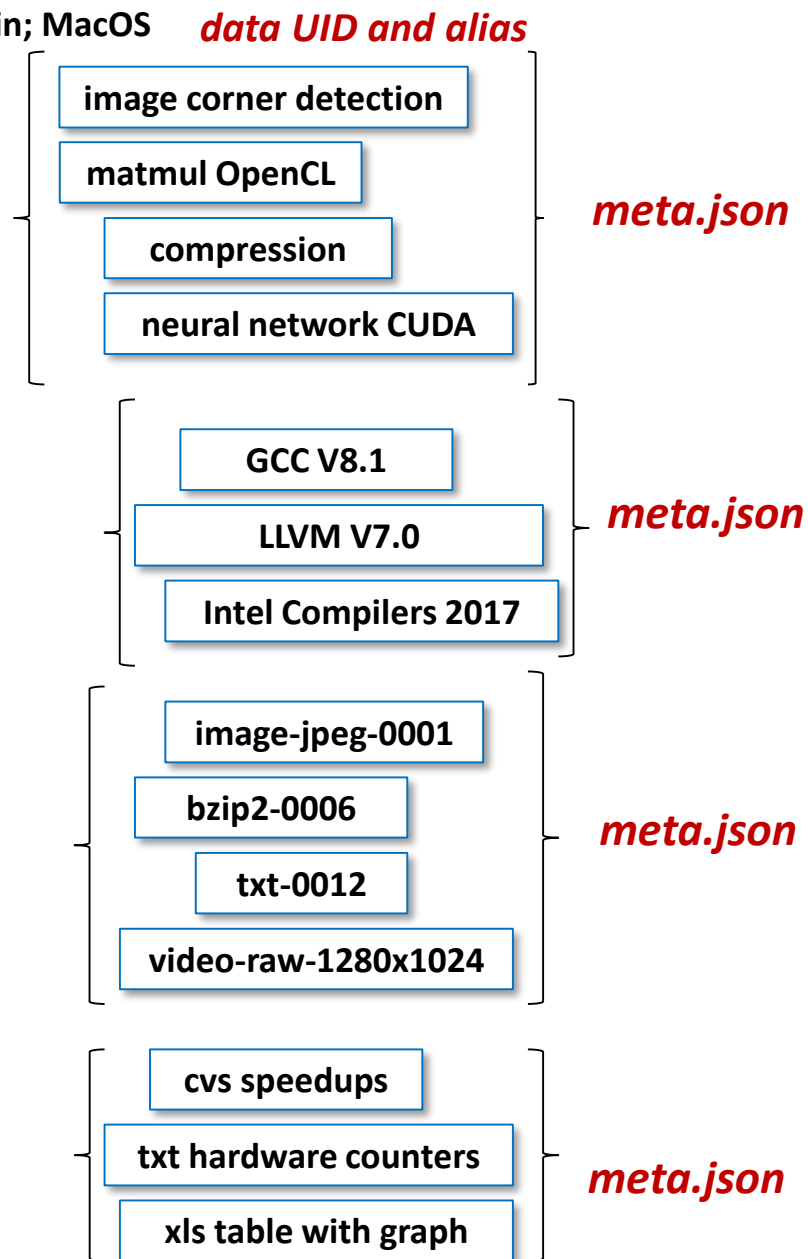 in; MacOS
data UID and alias
image corner detection
matmul OpenCL
compression
neural network CUDA
meta.json
GCC V8.1
LLVM V7.0
Intel Compilers 2017
meta.json
image-jpeg-0001
bzip2-0006
txt-0012
video-raw-1280x1024
meta.json
cvs speedups
txt hardware counters
xls table with graph
meta.json